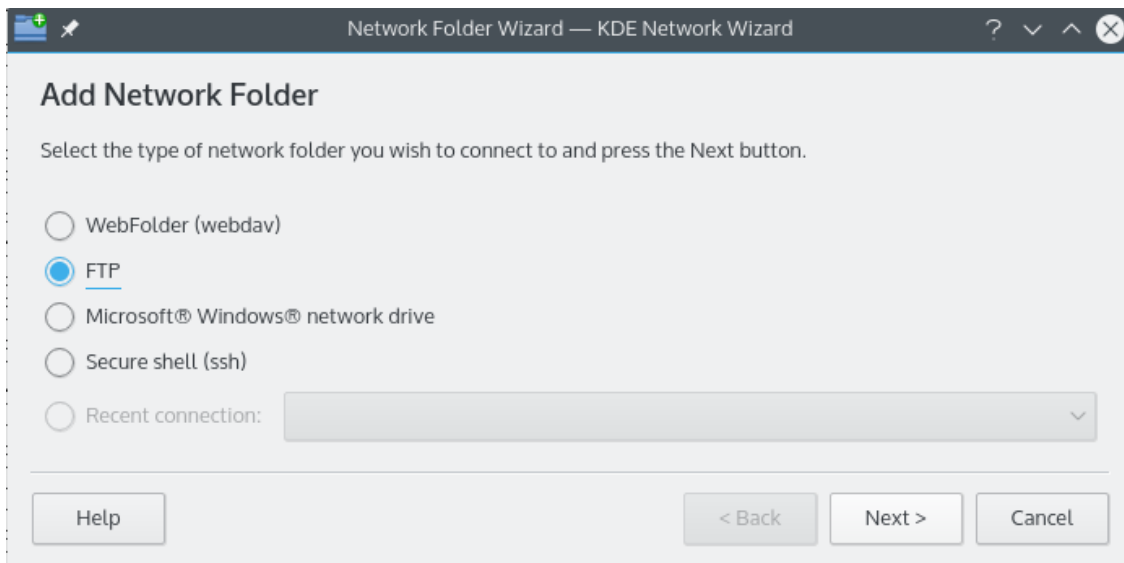 Network Folder Wizard — KDE Network Wizard
Add Network Folder
Select the type of network folder you wish to connect to and press the Next button.
WebFolder (webdav)
FTP
Microsoft® Windows® network drive
Secure shell (ssh)
Recent connection:
Help
< Back
Next >
Cancel